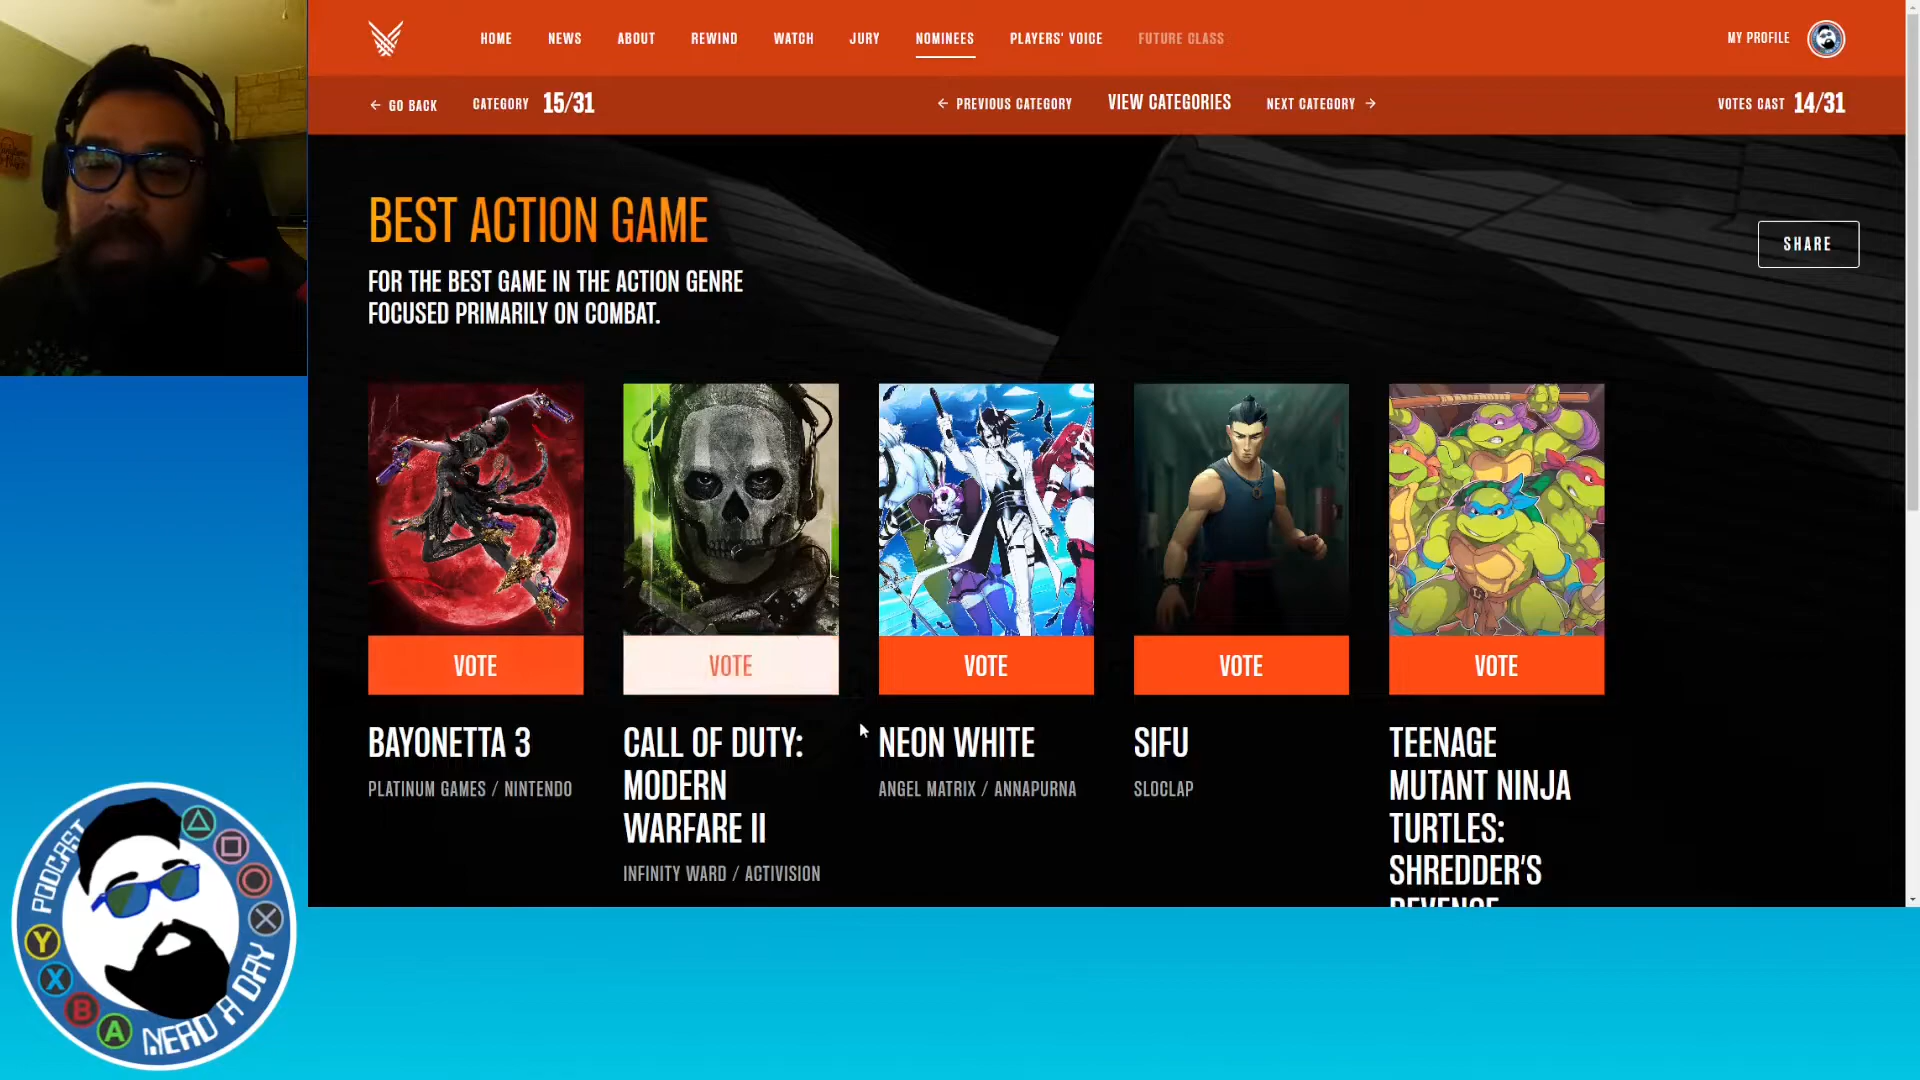 HOME NEWS ABOUT REWIND WATCH JURY NOMINEES PLAYERS' VOICE FUTURE CLASS MY PROFILE
← GO BACK CATEGORY 15/31 ← PREVIOUS CATEGORY VIEW CATEGORIES NEXT CATEGORY → VOTES CAST 14/31
BEST ACTION GAME
SHARE
FOR THE BEST GAME IN THE ACTION GENRE
FOCUSED PRIMARILY ON COMBAT.
VOTE VOTE VOTE VOTE VOTE
BAYONETTA 3
PLATINUM GAMES / NINTENDO
CALL OF DUTY:
MODERN
WARFARE II
INFINITY WARD / ACTIVISION
NEON WHITE
ANGEL MATRIX / ANNAPURNA
SIFU
SLOCLAP
TEENAGE
MUTANT NINJA
TURTLES:
SHREDDER'S
REVENGE
PODCAST
Y
X
B
A
NERD A DAY